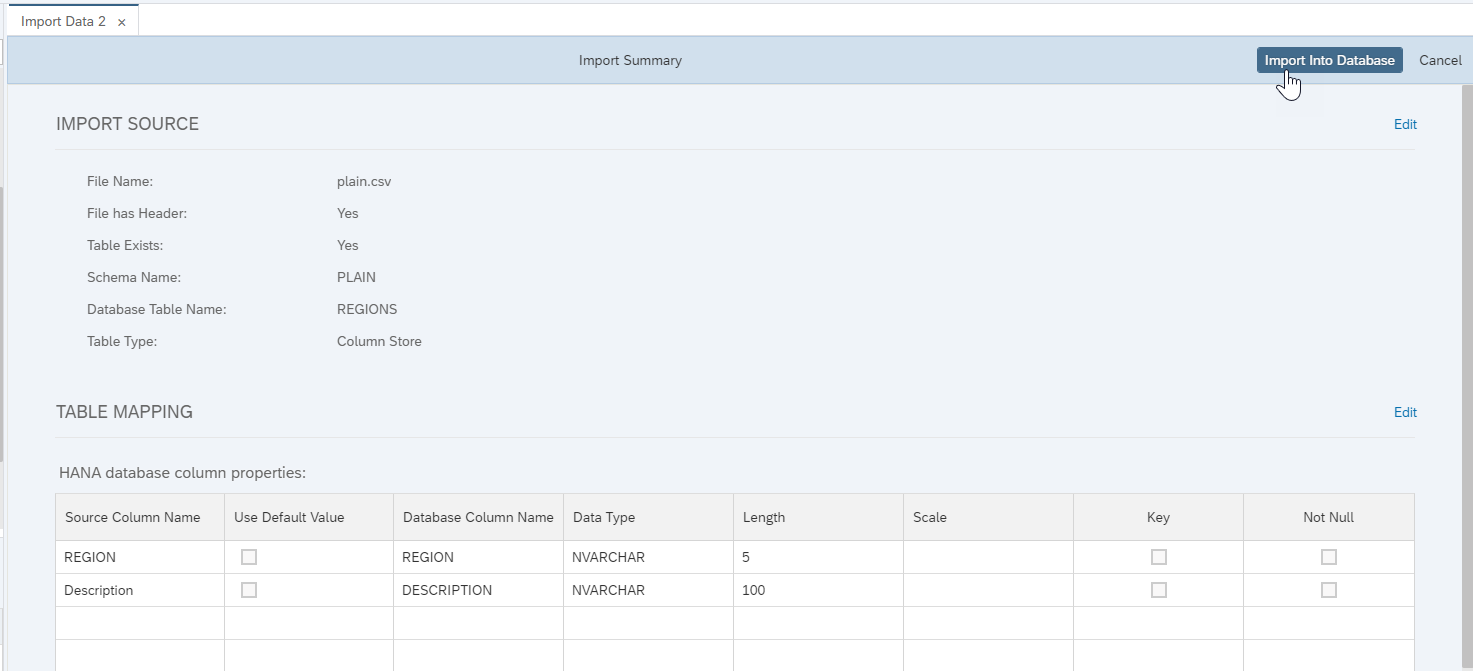 Import Data 2 ×
Import Summary Import Into Database Cancel
IMPORT SOURCE Edit
File Name: plain.csv
File has Header: Yes
Table Exists: Yes
Schema Name: PLAIN
Database Table Name: REGIONS
Table Type: Column Store
TABLE MAPPING Edit
HANA database column properties:
Source Column Name Use Default Value Database Column Name Data Type Length Scale Key Not Null
REGION REGION NVARCHAR 5
Description DESCRIPTION NVARCHAR 100